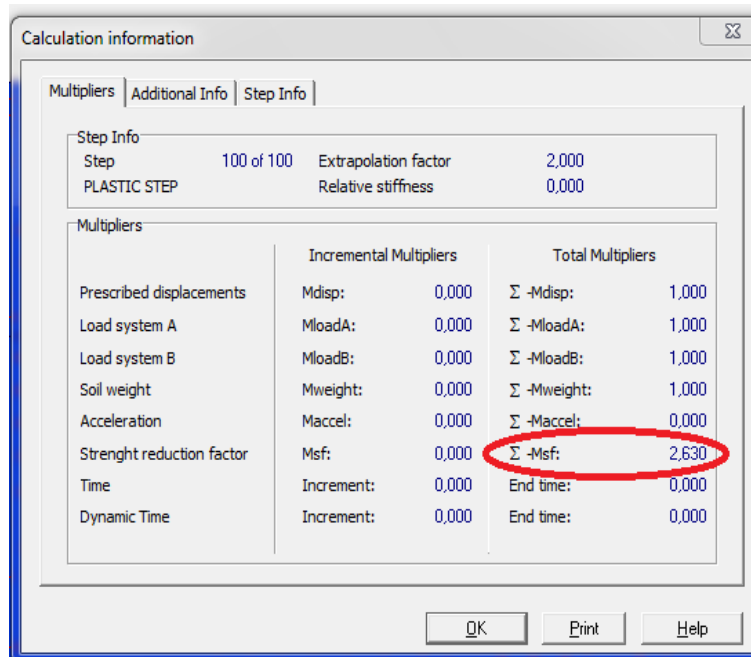 Calculation information
Multipliers Additional Info Step Info
Step Info
Step 100 of 100 Extrapolation factor 2,000
PLASTIC STEP Relative stiffness 0,000
Multipliers
Incremental Multipliers Total Multipliers
Prescribed displacements Mdisp: 0,000 Σ -Mdisp: 1,000
Load system A MloadA: 0,000 Σ -MloadA: 1,000
Load system B MloadB: 0,000 Σ -MloadB: 1,000
Soil weight Mweight: 0,000 Σ -Mweight: 1,000
Acceleration Maccel: 0,000 Σ -Maccel: 0,000
Strenght reduction factor Msf: 0,000 Σ -Msf: 2,630
Time Increment: 0,000 End time: 0,000
Dynamic Time Increment: 0,000 End time: 0,000
OK Print Help